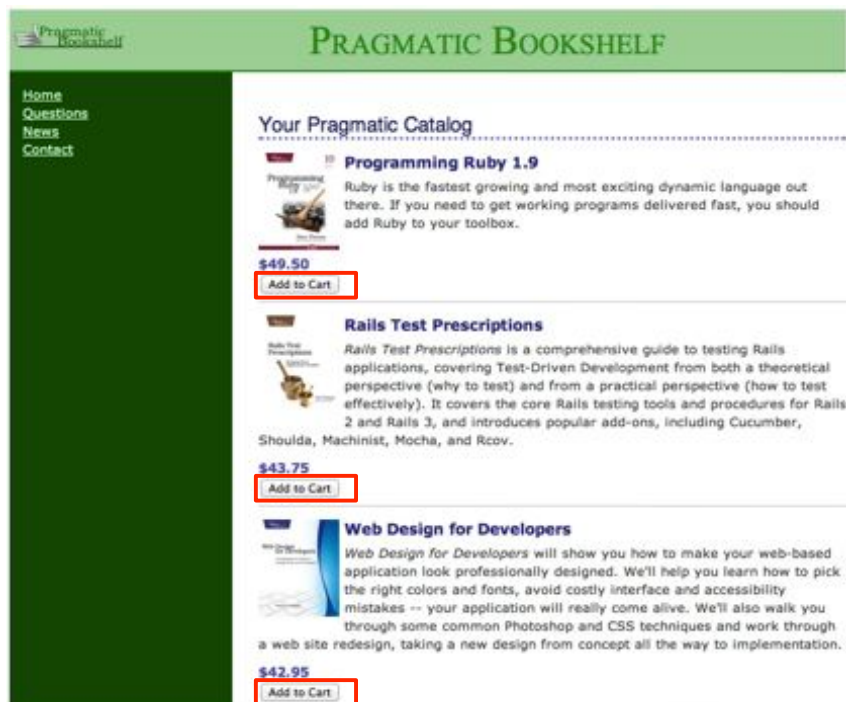 Pragmatic
Bookshelf
PRAGMATIC BOOKSHELF
Home
Questions
News
Contact
Your Pragmatic Catalog
Programming Ruby 1.9
Ruby is the fastest growing and most exciting dynamic language out
there. If you need to get working programs delivered fast, you should
add Ruby to your toolbox.
Programming
Ruby
$49.50
Add to Cart
Rails Test Prescriptions
Rails Test Prescriptions is a comprehensive guide to testing Rails
applications, covering Test-Driven Development from both a theoretical
perspective (why to test) and from a practical perspective (how to test
effectively). It covers the core Rails testing tools and procedures for Rails
2 and Rails 3, and introduces popular add-ons, including Cucumber,
Shoulda, Machinist, Mocha, and Rcov.
Rails Test
Prescriptions
$43.75
Add to Cart
Web Design for Developers
Web Design for Developers will show you how to make your web-based
application look professionally designed. We'll help you learn how to pick
the right colors and fonts, avoid costly interface and accessibility
mistakes -- your application will really come alive. We'll also walk you
through some common Photoshop and CSS techniques and work through
a web site redesign, taking a new design from concept all the way to implementation.
Web Design
for Developers
$42.95
Add to Cart